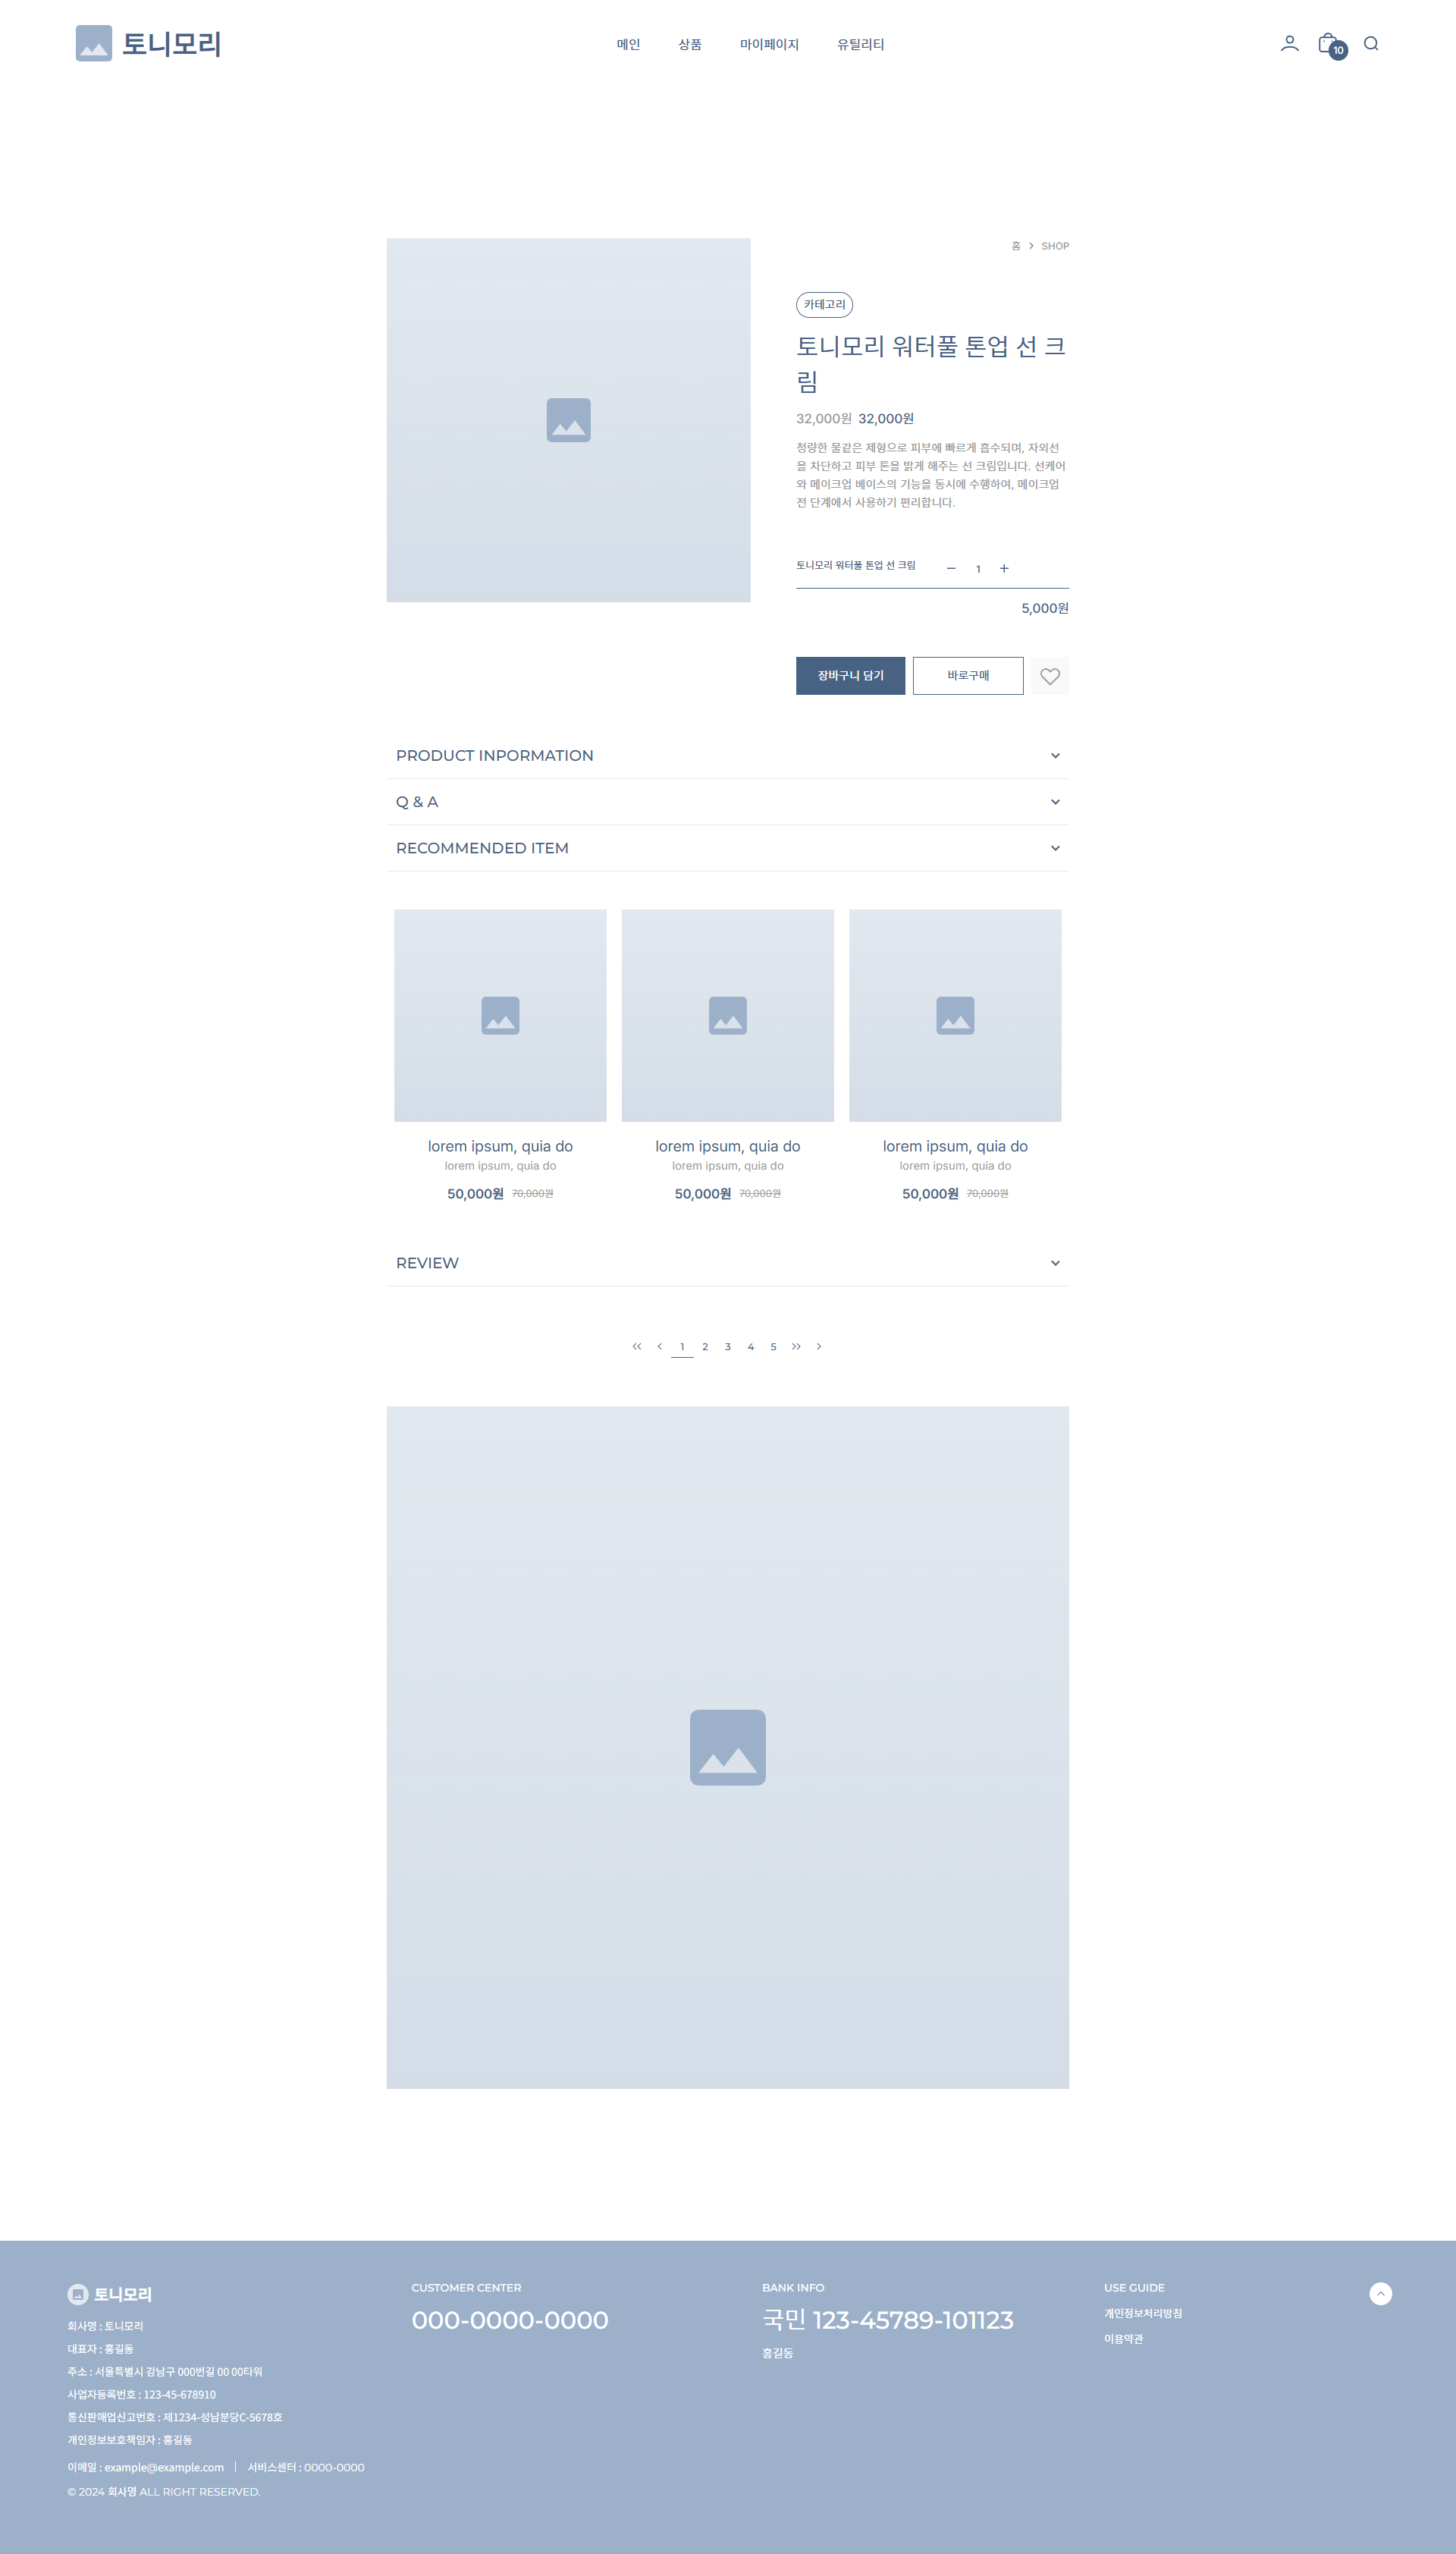 토니모리
메인 상품 마이페이지 유틸리티
10
홈 > SHOP
카테고리
토니모리 워터풀 톤업 선 크
림
32,000원 32,000원
청량한 물같은 제형으로 피부에 빠르게 흡수되며, 자외선
을 차단하고 피부 톤을 밝게 해주는 선 크림입니다. 선케어
와 메이크업 베이스의 기능을 동시에 수행하여, 메이크업
전 단계에서 사용하기 편리합니다.
토니모리 워터풀 톤업 선 크림 − 1 +
5,000원
장바구니 담기 바로구매
PRODUCT INPORMATION
Q & A
RECOMMENDED ITEM
lorem ipsum, quia do lorem ipsum, quia do lorem ipsum, quia do
lorem ipsum, quia do lorem ipsum, quia do lorem ipsum, quia do
50,000원 70,000원 50,000원 70,000원 50,000원 70,000원
REVIEW
1 2 3 4 5
토니모리
회사명 : 토니모리
대표자 : 홍길동
주소 : 서울특별시 강남구 000번길 00 00타워
사업자등록번호 : 123-45-678910
통신판매업신고번호 : 제1234-성남분당C-5678호
개인정보보호책임자 : 홍길동
이메일 : example@example.com | 서비스센터 : 0000-0000
© 2024 회사명 ALL RIGHT RESERVED.
CUSTOMER CENTER
000-0000-0000
BANK INFO
국민 123-45789-101123
홍길동
USE GUIDE
개인정보처리방침
이용약관